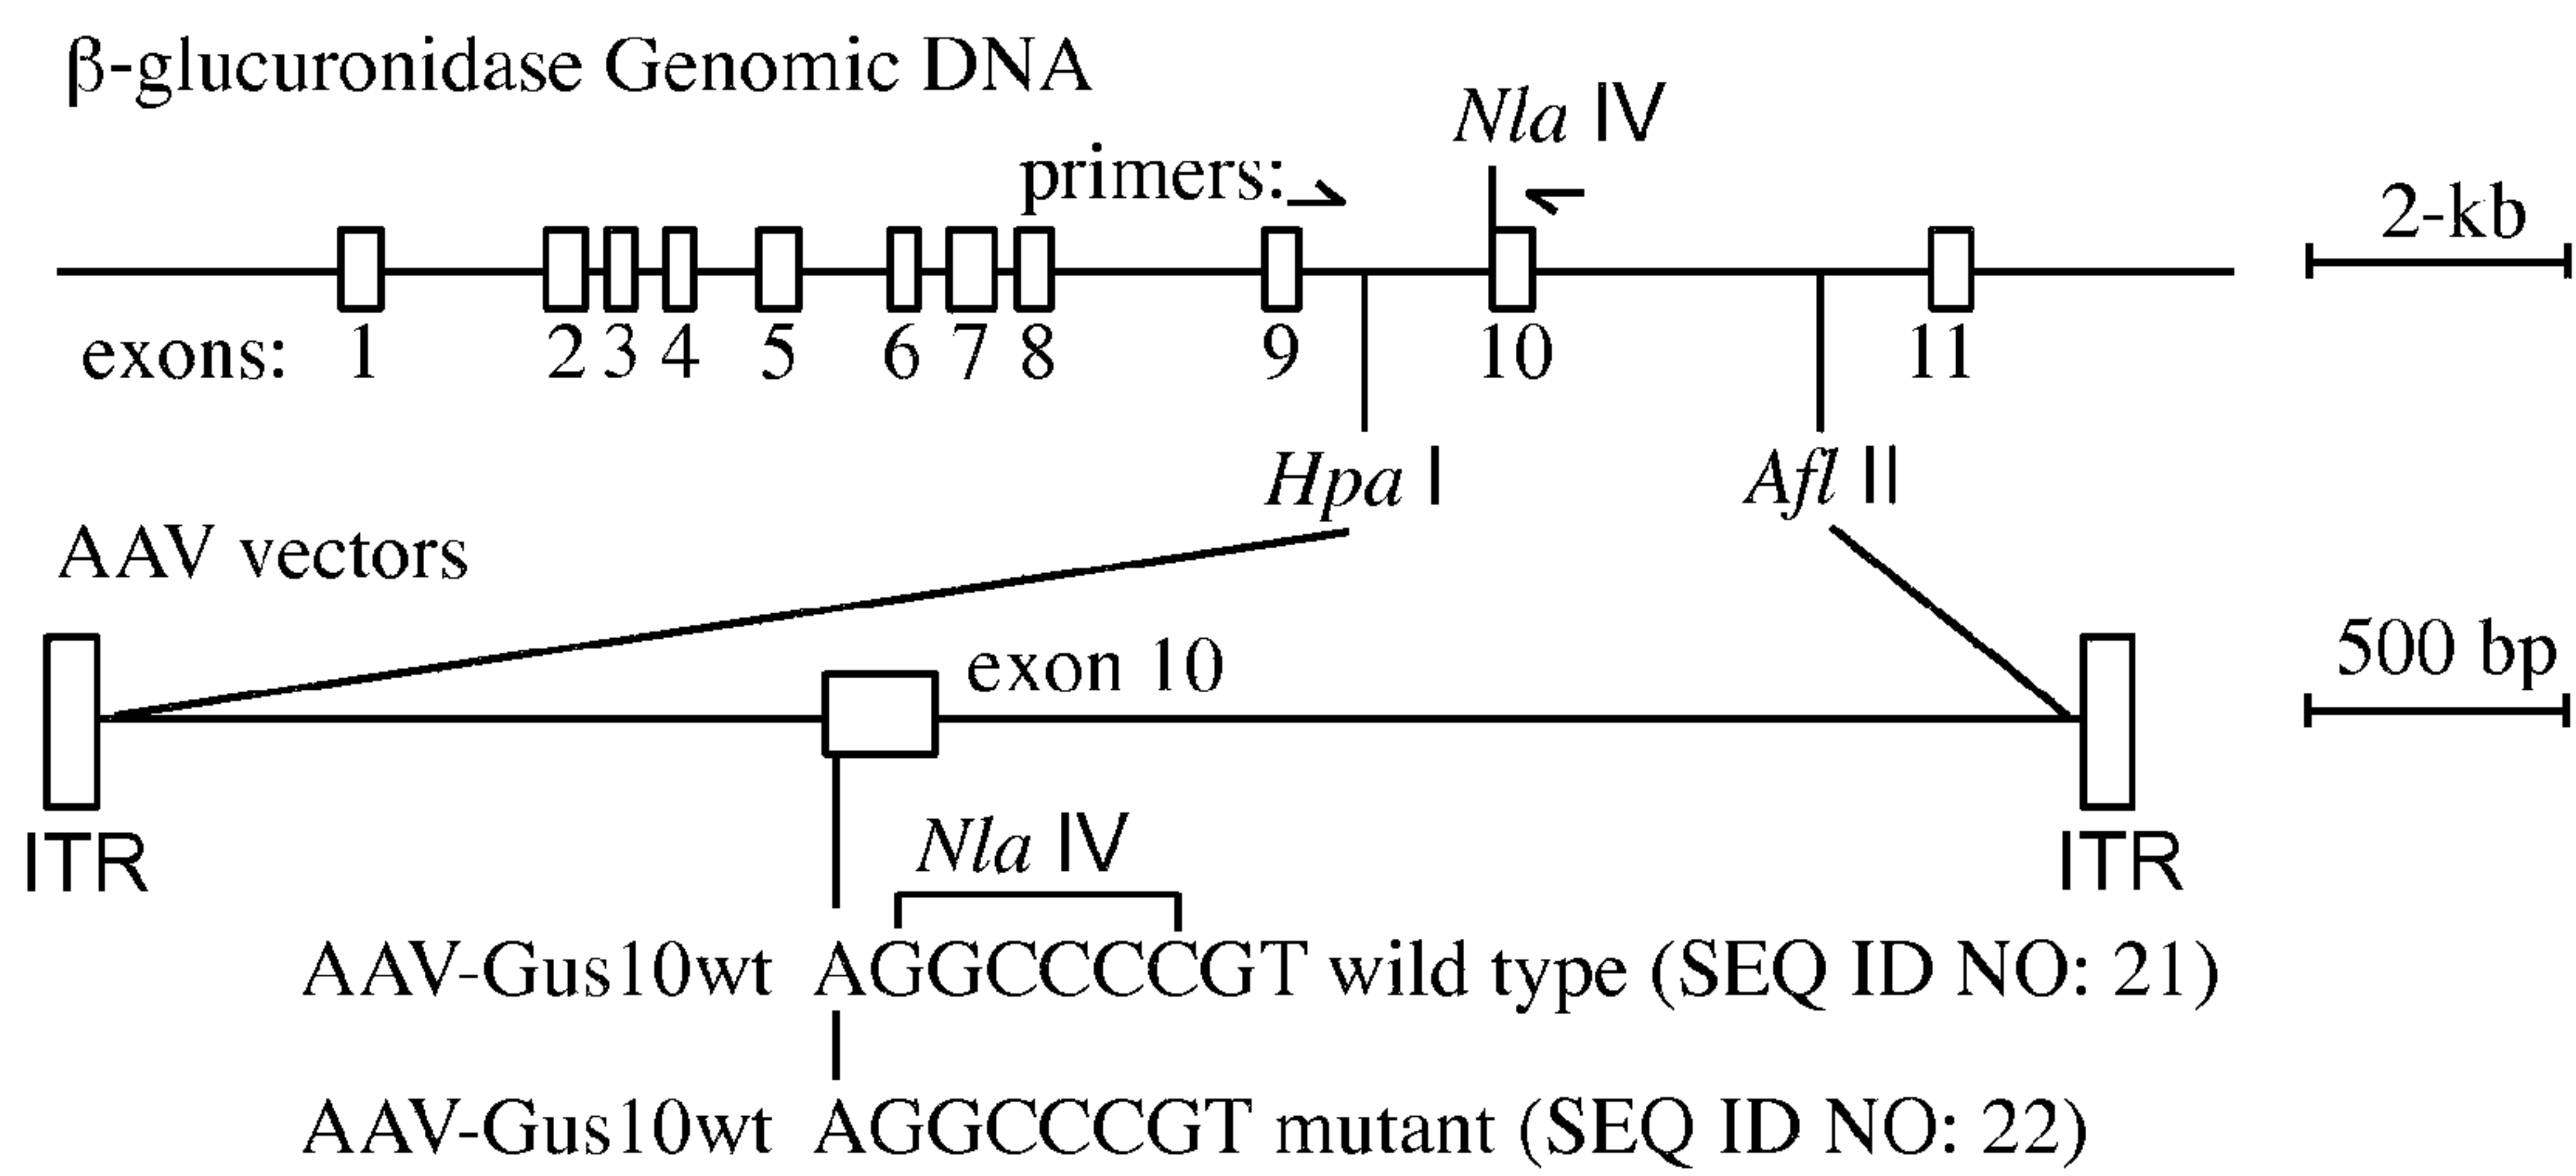 β-glucuronidase Genomic DNA
Nla IV
primers:
2-kb
exons: 1 2 3 4 5 6 7 8 9 10 11
Hpa I
Afl II
AAV vectors
exon 10
500 bp
ITR
ITR
Nla IV
AAV-Gus10wt AGGCCCCCGT wild type (SEQ ID NO: 21)
AAV-Gus10wt AGGCCCCGT mutant (SEQ ID NO: 22)